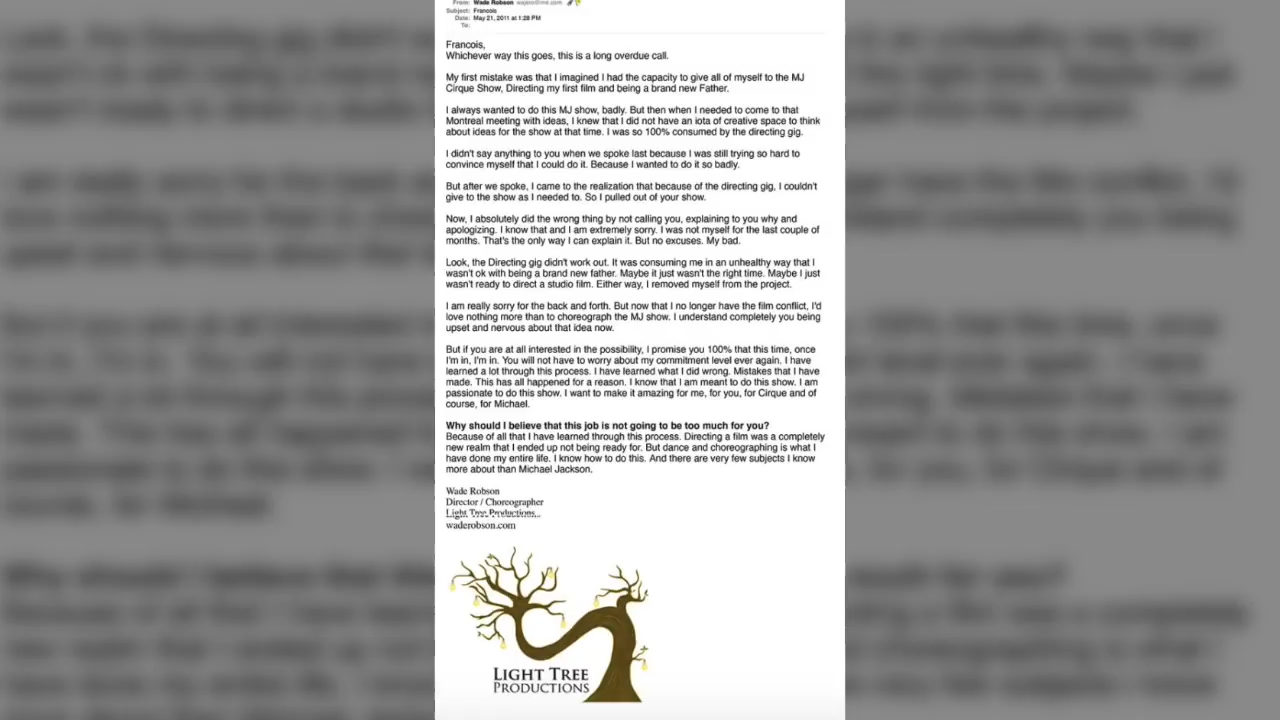 From: Wade Robson wajero@me.com
Subject: Francois
Date: May 21, 2011 at 1:28 PM
To:
Francois,
Whichever way this goes, this is a long overdue call.
My first mistake was that I imagined I had the capacity to give all of myself to the MJ
Cirque Show, Directing my first film and being a brand new Father.
I always wanted to do this MJ show, badly. But then when I needed to come to that
Montreal meeting with ideas, I knew that I did not have an iota of creative space to think
about ideas for the show at that time. I was so 100% consumed by the directing gig.
I didn't say anything to you when we spoke last because I was still trying so hard to
convince myself that I could do it. Because I wanted to do it so badly.
But after we spoke, I came to the realization that because of the directing gig, I couldn't
give to the show as I needed to. So I pulled out of your show.
Now, I absolutely did the wrong thing by not calling you, explaining to you why and
apologizing. I know that and I am extremely sorry. I was not myself for the last couple of
months. That's the only way I can explain it. But no excuses. My bad.
Look, the Directing gig didn't work out. It was consuming me in an unhealthy way that I
wasn't ok with being a brand new father. Maybe it just wasn't the right time. Maybe I just
wasn't ready to direct a studio film. Either way, I removed myself from the project.
I am really sorry for the back and forth. But now that I no longer have the film conflict, I'd
love nothing more than to choreograph the MJ show. I understand completely you being
upset and nervous about that idea now.
But if you are at all interested in the possibility, I promise you 100% that this time, once
I'm in, I'm in. You will not have to worry about my commitment level ever again. I have
learned a lot through this process. I have learned what I did wrong. Mistakes that I have
made. This has all happened for a reason. I know that I am meant to do this show. I am
passionate to do this show. I want to make it amazing for me, for you, for Cirque and of
course, for Michael.
Why should I believe that this job is not going to be too much for you?
Because of all that I have learned through this process. Directing a film was a completely
new realm that I ended up not being ready for. But dance and choreographing is what I
have done my entire life. I know how to do this. And there are very few subjects I know
more about than Michael Jackson.
Wade Robson
Director / Choreographer
Light Tree Productions
waderobson.com
LIGHT TREE
PRODUCTIONS